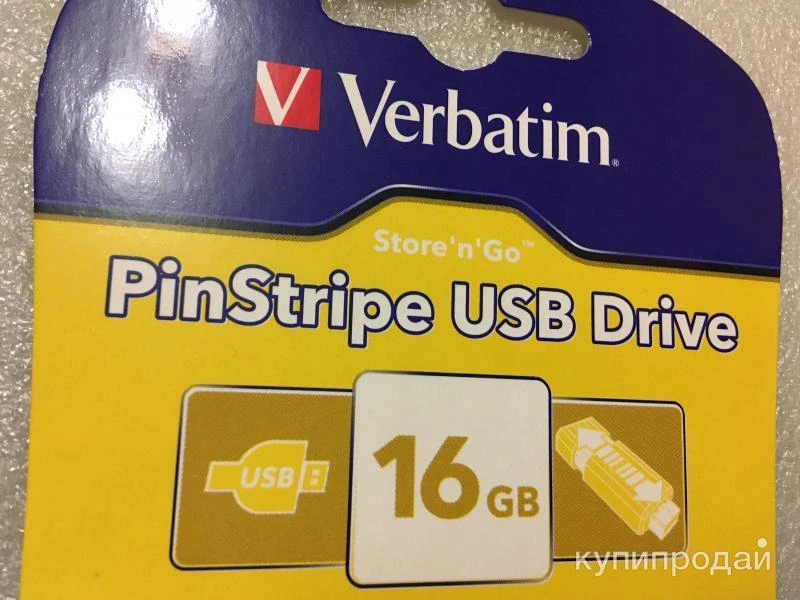 V Verbatim®
Store'n'Go™
PinStripe USB Drive
USB
16 GB
купипродай